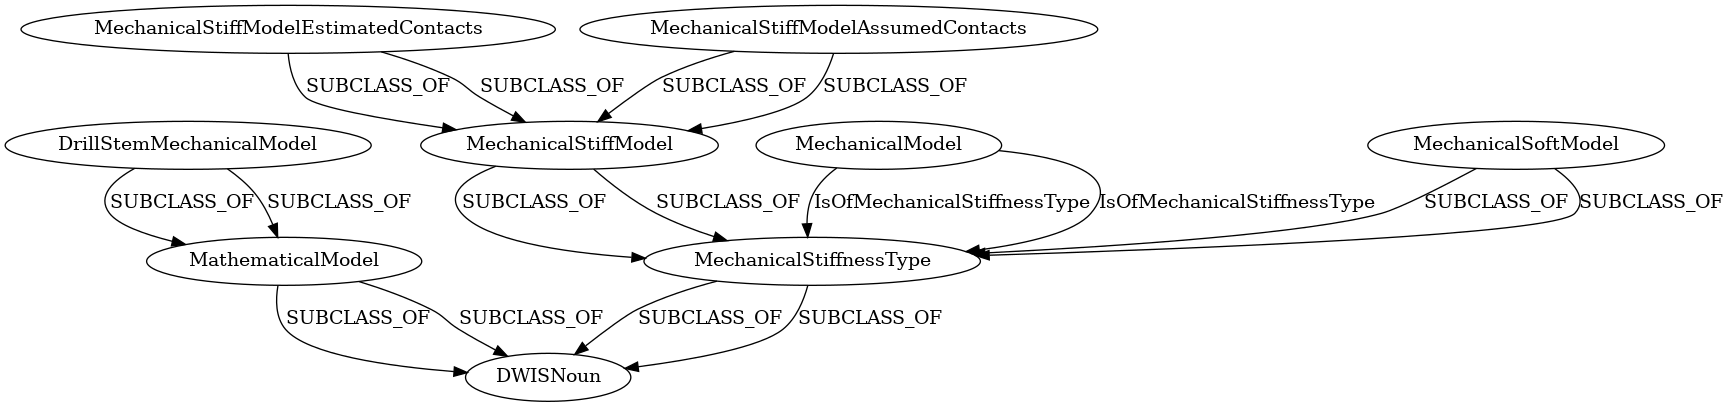 MechanicalStiffModelEstimatedContacts
MechanicalStiffModelAssumedContacts
SUBCLASS_OF
SUBCLASS_OF
SUBCLASS_OF
SUBCLASS_OF
DrillStemMechanicalModel
MechanicalStiffModel
MechanicalModel
MechanicalSoftModel
SUBCLASS_OF
SUBCLASS_OF
SUBCLASS_OF
SUBCLASS_OF
IsOfMechanicalStiffnessType
IsOfMechanicalStiffnessType
SUBCLASS_OF
SUBCLASS_OF
MathematicalModel
MechanicalStiffnessType
SUBCLASS_OF
SUBCLASS_OF
SUBCLASS_OF
SUBCLASS_OF
DWISNoun